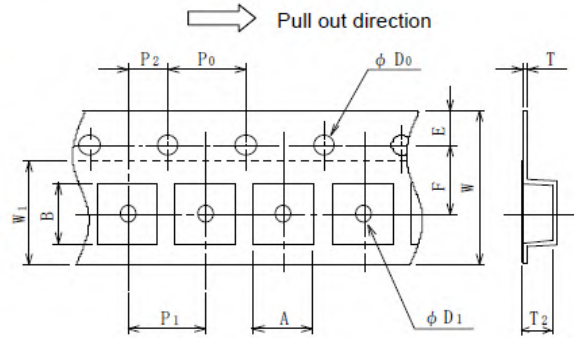 Pull out direction
P2 P0 φ D0 T
E
F
W
W1
B
P1 A φ D1 T2